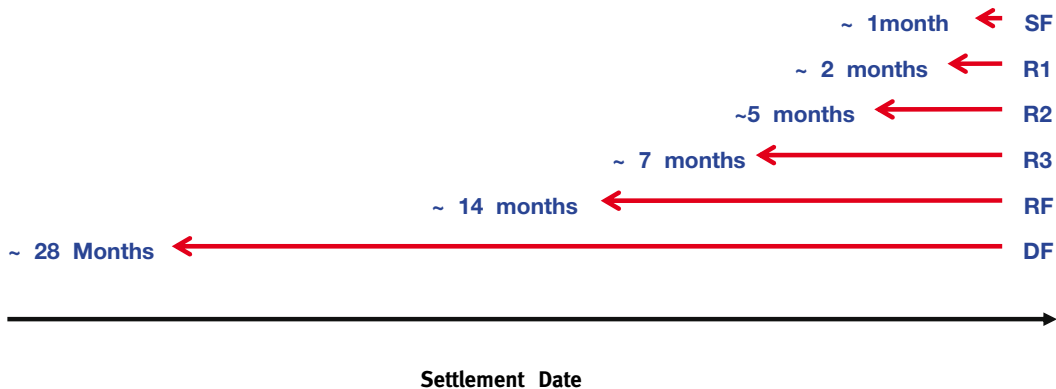 ~ 1month SF
~ 2 months R1
~5 months R2
~ 7 months R3
~ 14 months RF
~ 28 Months DF
Settlement Date